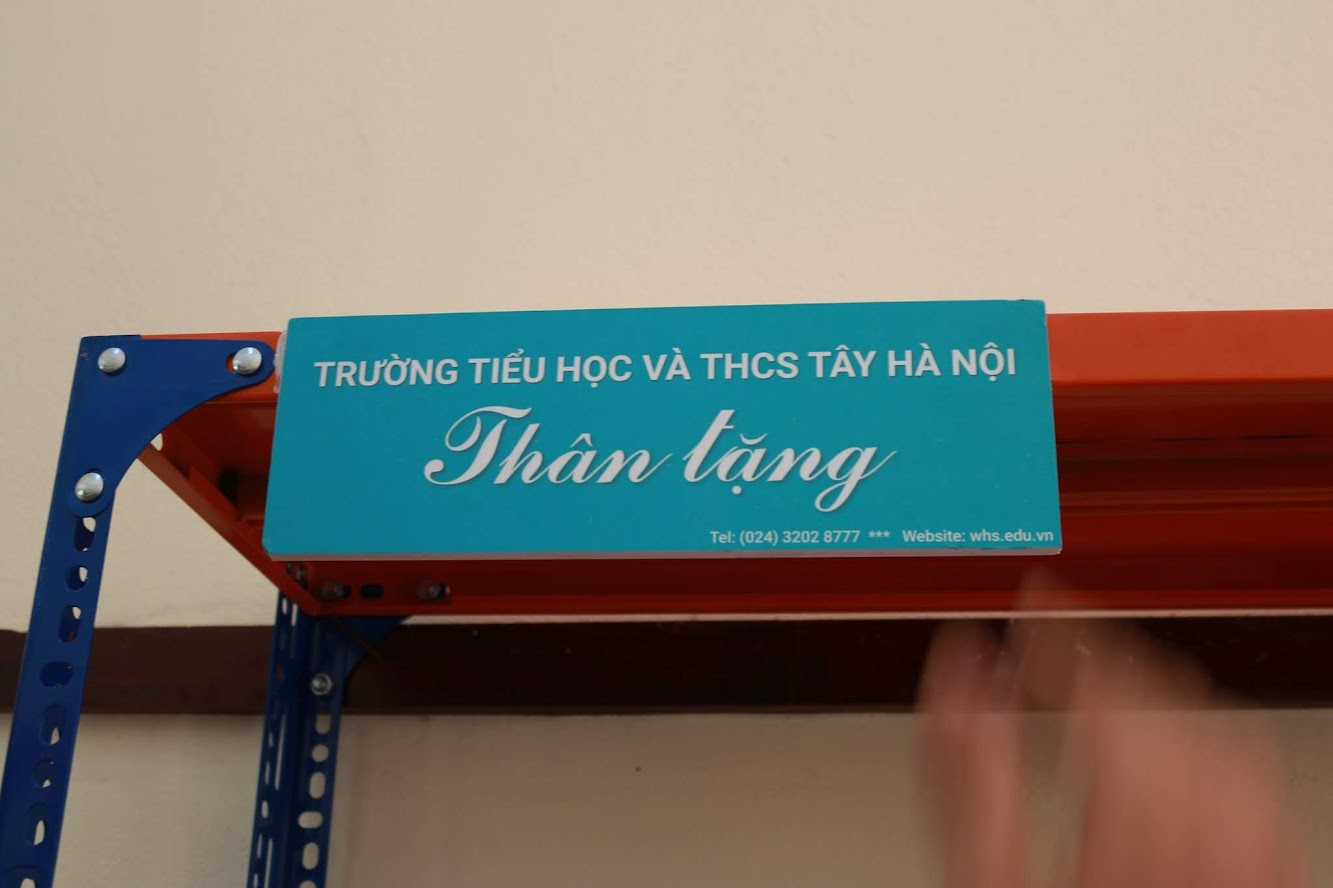 TRƯỜNG TIỂU HỌC VÀ THCS TÂY HÀ NỘI
Thân tặng
Tel: (024) 3202 8777 *** Website: whs.edu.vn